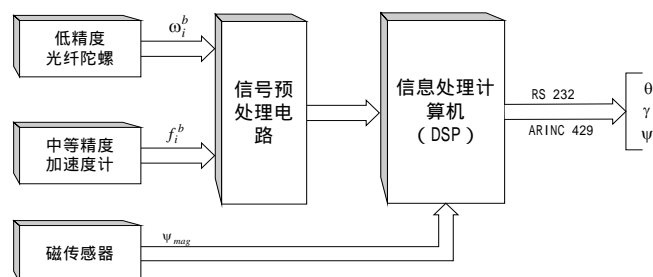 低精度
光纤陀螺
ω_i^b
中等精度
加速度计
f_i^b
磁传感器
ψ_mag
信号预
处理电
路
信息处理计
算机
（DSP）
RS 232
ARINC 429
θ
γ
ψ